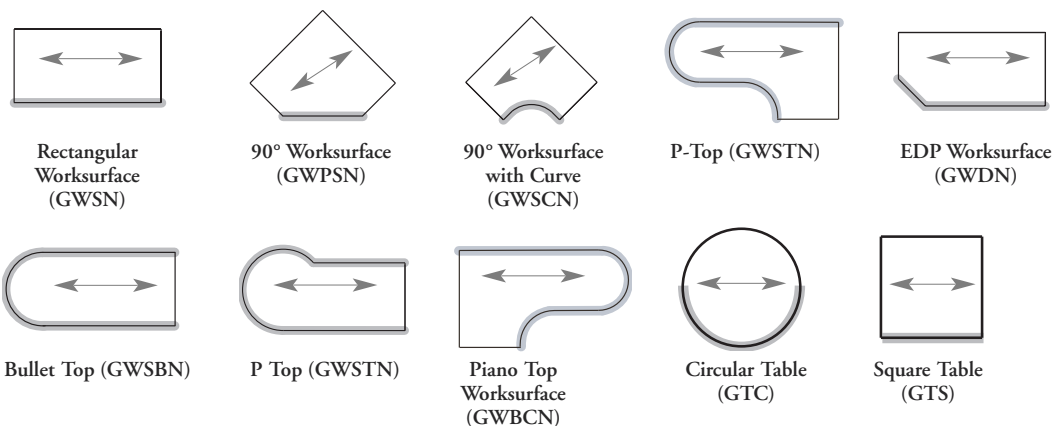 Rectangular
Worksurface
(GWSN)
90° Worksurface
(GWPSN)
90° Worksurface
with Curve
(GWSCN)
P-Top (GWSTN)
EDP Worksurface
(GWDN)
Bullet Top (GWSBN)
P Top (GWSTN)
Piano Top
Worksurface
(GWBCN)
Circular Table
(GTC)
Square Table
(GTS)